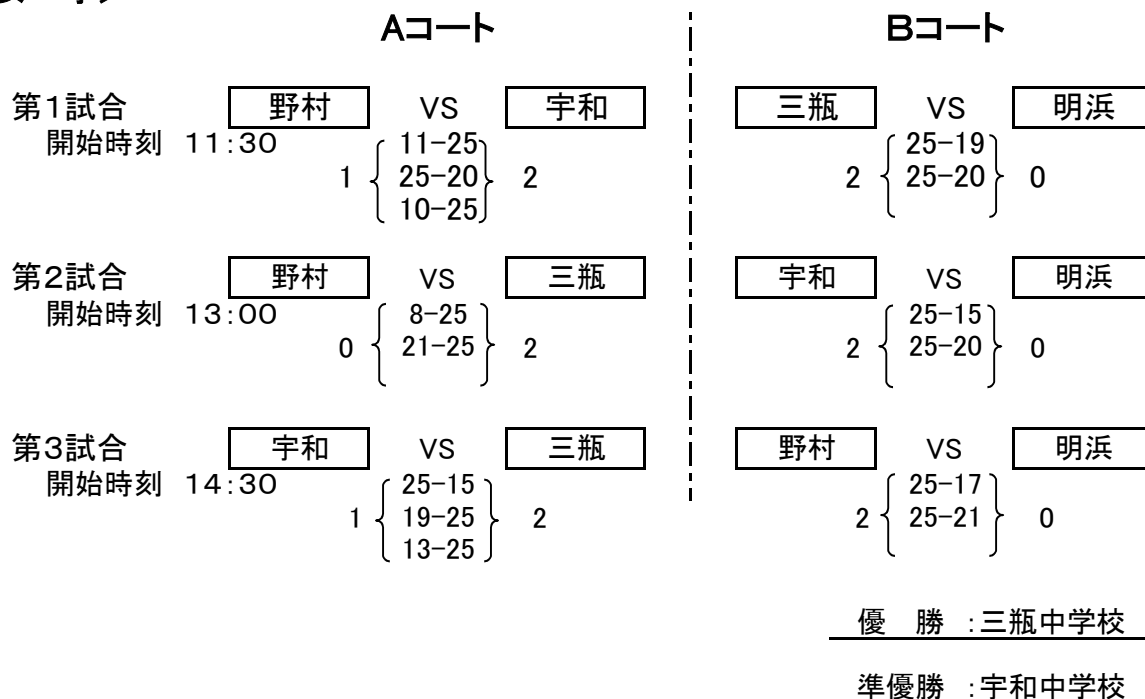 Aコート Bコート
第1試合 野村 VS 宇和 三瓶 VS 明浜
開始時刻 11:30 11-25 25-19
1 25-20 2 2 25-20 0
10-25
第2試合 野村 VS 三瓶 宇和 VS 明浜
開始時刻 13:00 8-25 25-15
0 21-25 2 2 25-20 0
第3試合 宇和 VS 三瓶 野村 VS 明浜
開始時刻 14:30 25-15 25-17
1 19-25 2 2 25-21 0
13-25
優 勝 :三瓶中学校
準優勝 :宇和中学校